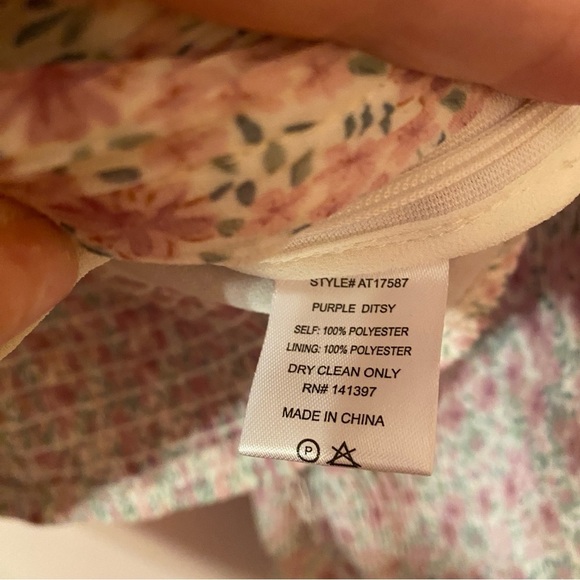 STYLE# AT17587
PURPLE DITSY
SELF: 100% POLYESTER
LINING: 100% POLYESTER
DRY CLEAN ONLY
RN# 141397
MADE IN CHINA
P